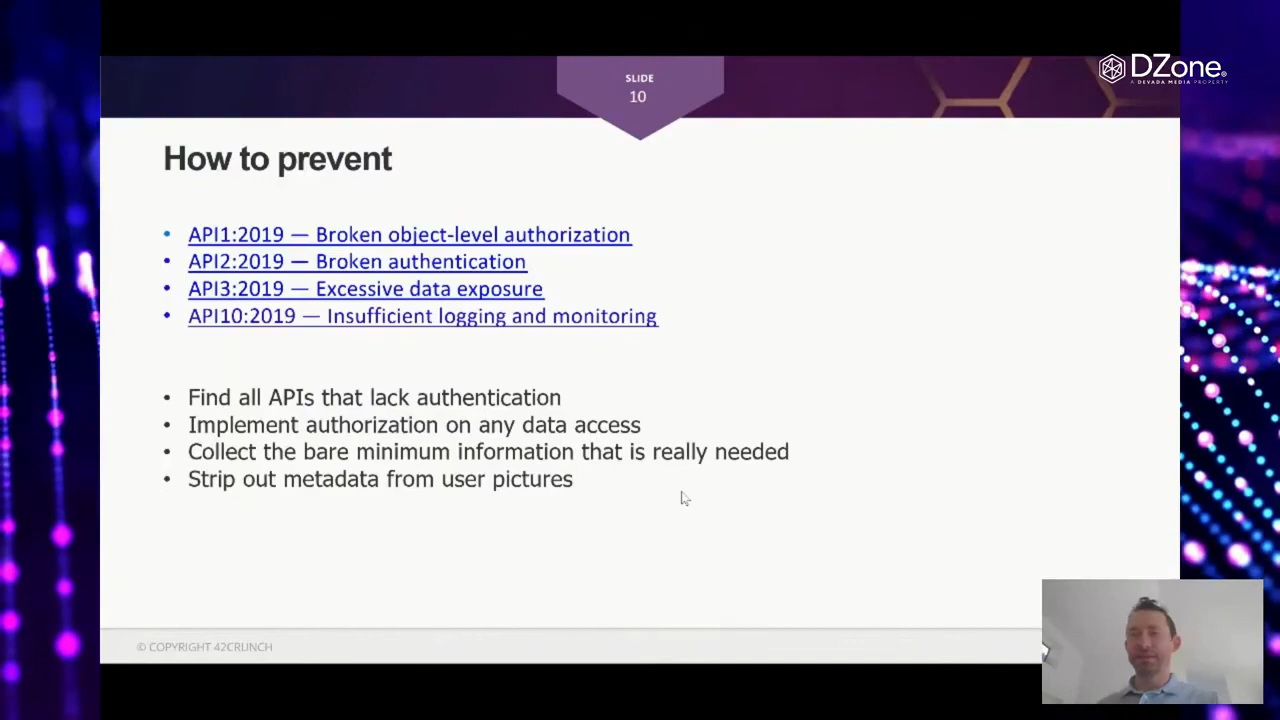 DZone.
A DEVADA MEDIA PROPERTY
SLIDE
10
How to prevent
• API1:2019 — Broken object-level authorization
• API2:2019 — Broken authentication
• API3:2019 — Excessive data exposure
• API10:2019 — Insufficient logging and monitoring
• Find all APIs that lack authentication
• Implement authorization on any data access
• Collect the bare minimum information that is really needed
• Strip out metadata from user pictures
© COPYRIGHT 42CRUNCH